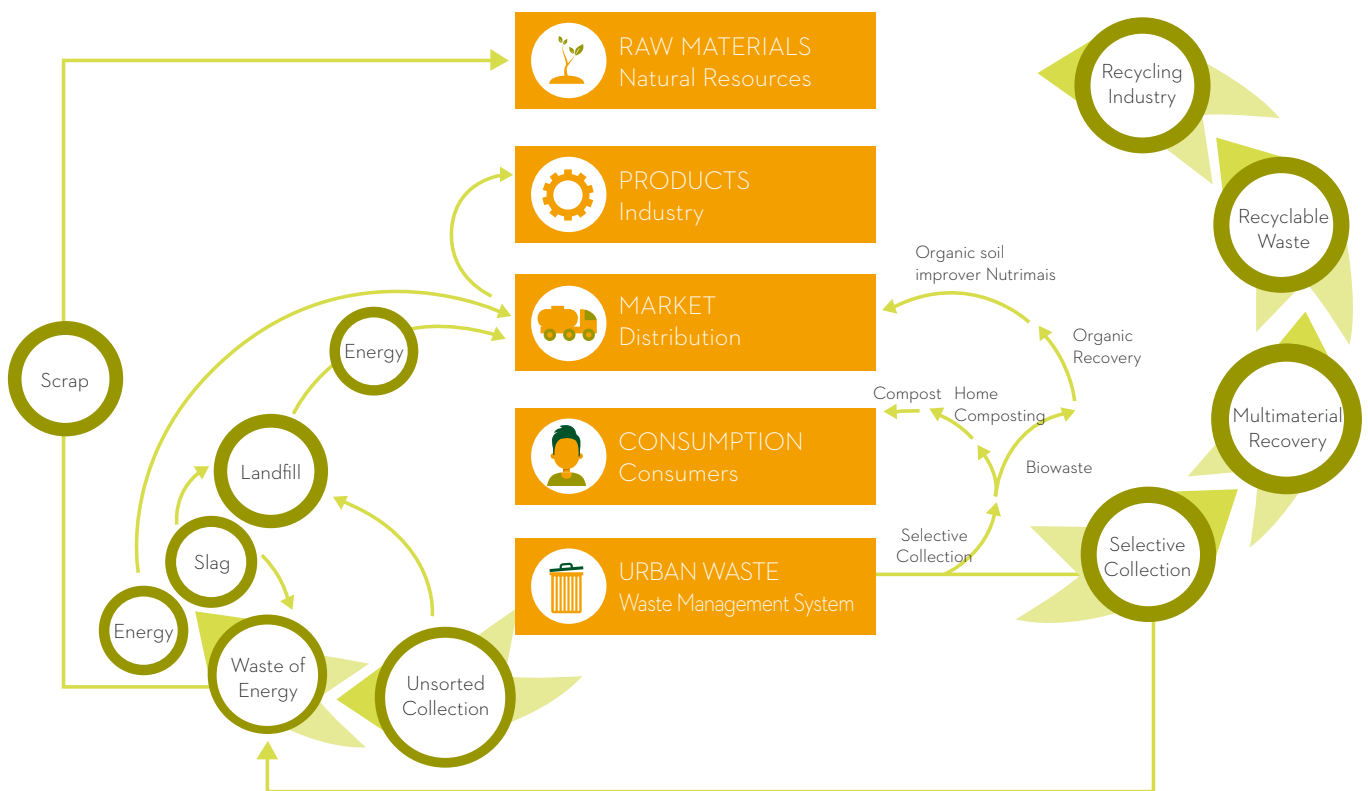 RAW MATERIALS
Natural Resources
PRODUCTS
Industry
MARKET
Distribution
CONSUMPTION
Consumers
URBAN WASTE
Waste Management System
Scrap
Energy
Landfill
Slag
Energy
Waste of
Energy
Unsorted
Collection
Organic soil
improver Nutrimais
Organic
Recovery
Compost
Home
Composting
Biowaste
Selective
Collection
Recycling
Industry
Recyclable
Waste
Multimaterial
Recovery
Selective
Collection